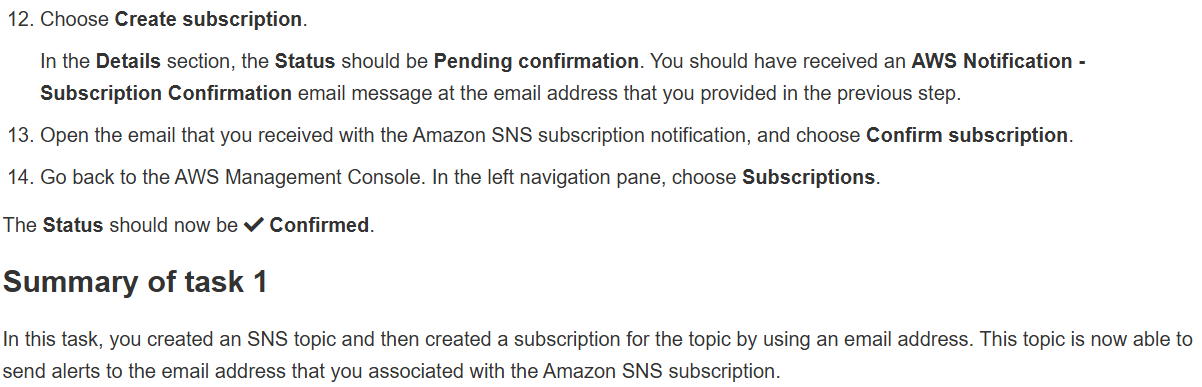 12. Choose Create subscription.
In the Details section, the Status should be Pending confirmation. You should have received an AWS Notification -
Subscription Confirmation email message at the email address that you provided in the previous step.
13. Open the email that you received with the Amazon SNS subscription notification, and choose Confirm subscription.
14. Go back to the AWS Management Console. In the left navigation pane, choose Subscriptions.
The Status should now be ✔ Confirmed.
Summary of task 1
In this task, you created an SNS topic and then created a subscription for the topic by using an email address. This topic is now able to
send alerts to the email address that you associated with the Amazon SNS subscription.